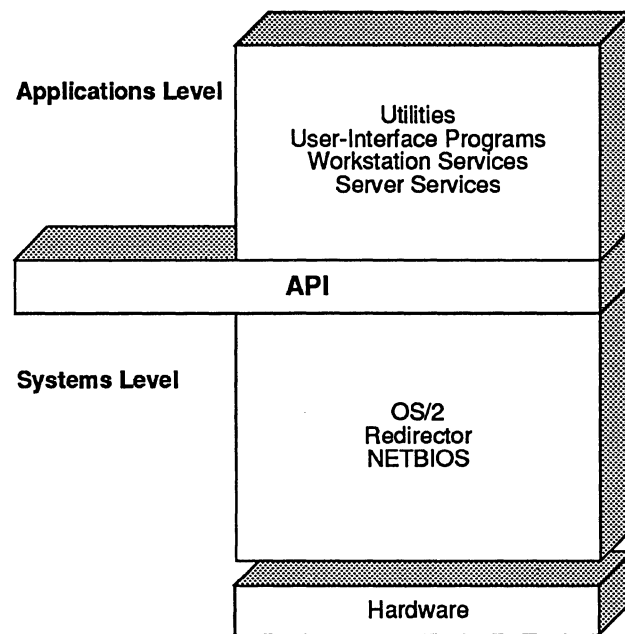 Applications Level
Utilities
User-Interface Programs
Workstation Services
Server Services
API
Systems Level
OS/2
Redirector
NETBIOS
Hardware